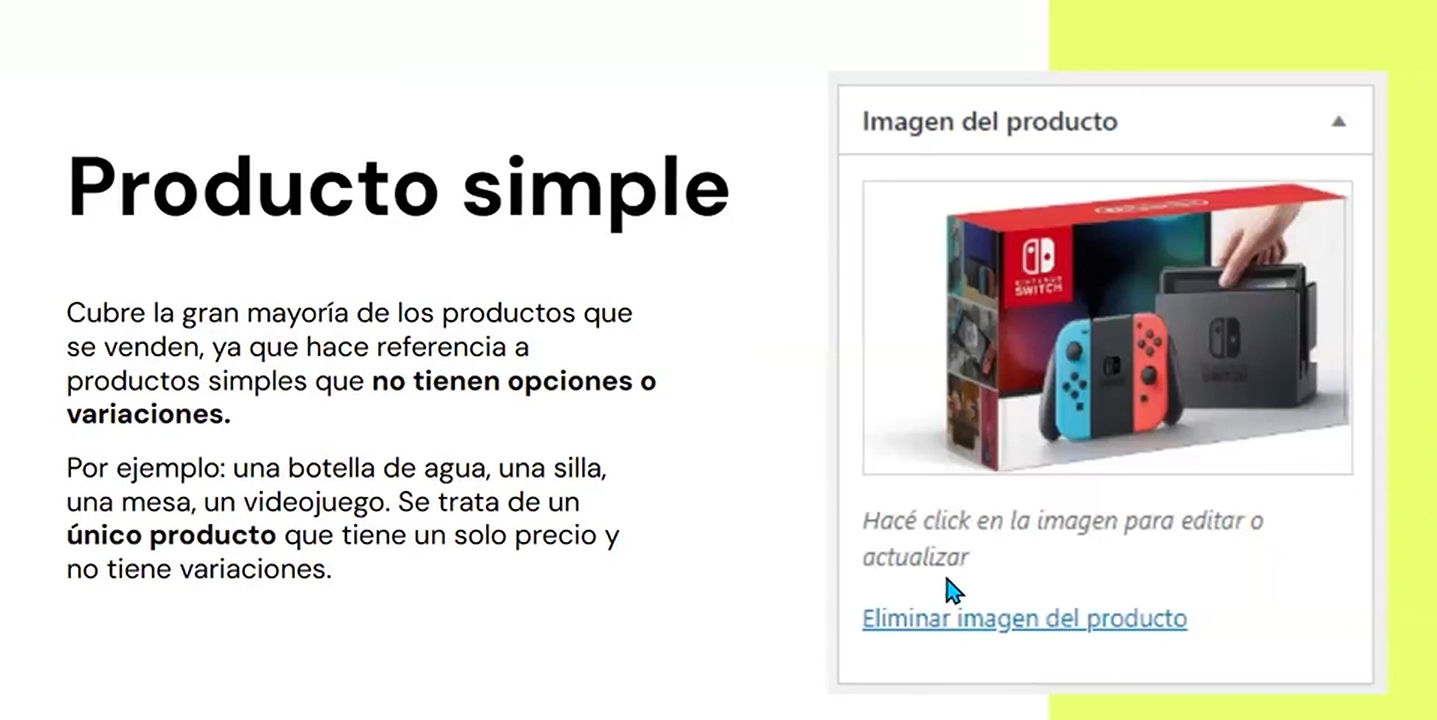 Producto simple
Cubre la gran mayoría de los productos que
se venden, ya que hace referencia a
productos simples que no tienen opciones o
variaciones.
Por ejemplo: una botella de agua, una silla,
una mesa, un videojuego. Se trata de un
único producto que tiene un solo precio y
no tiene variaciones.
Imagen del producto
NINTENDO
SWITCH
SWITCH
Hacé click en la imagen para editar o
actualizar
Eliminar imagen del producto